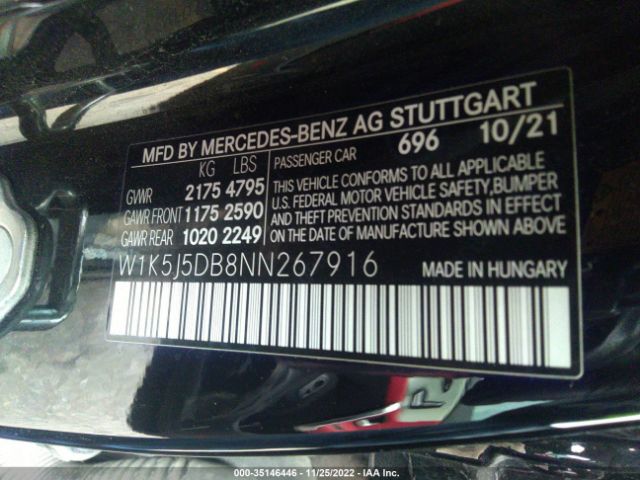 MFD BY MERCEDES-BENZ AG STUTTGART
KG LBS PASSENGER CAR 696 10/21
GVWR 2175 4795
GAWR FRONT 1175 2590
GAWR REAR 1020 2249
THIS VEHICLE CONFORMS TO ALL APPLICABLE
U.S. FEDERAL MOTOR VEHICLE SAFETY, BUMPER
AND THEFT PREVENTION STANDARDS IN EFFECT
ON THE DATE OF MANUFACTURE SHOWN ABOVE
W1K5J5DB8NN267916 MADE IN HUNGARY
000-35146446 - 11/25/2022 - IAA Inc.